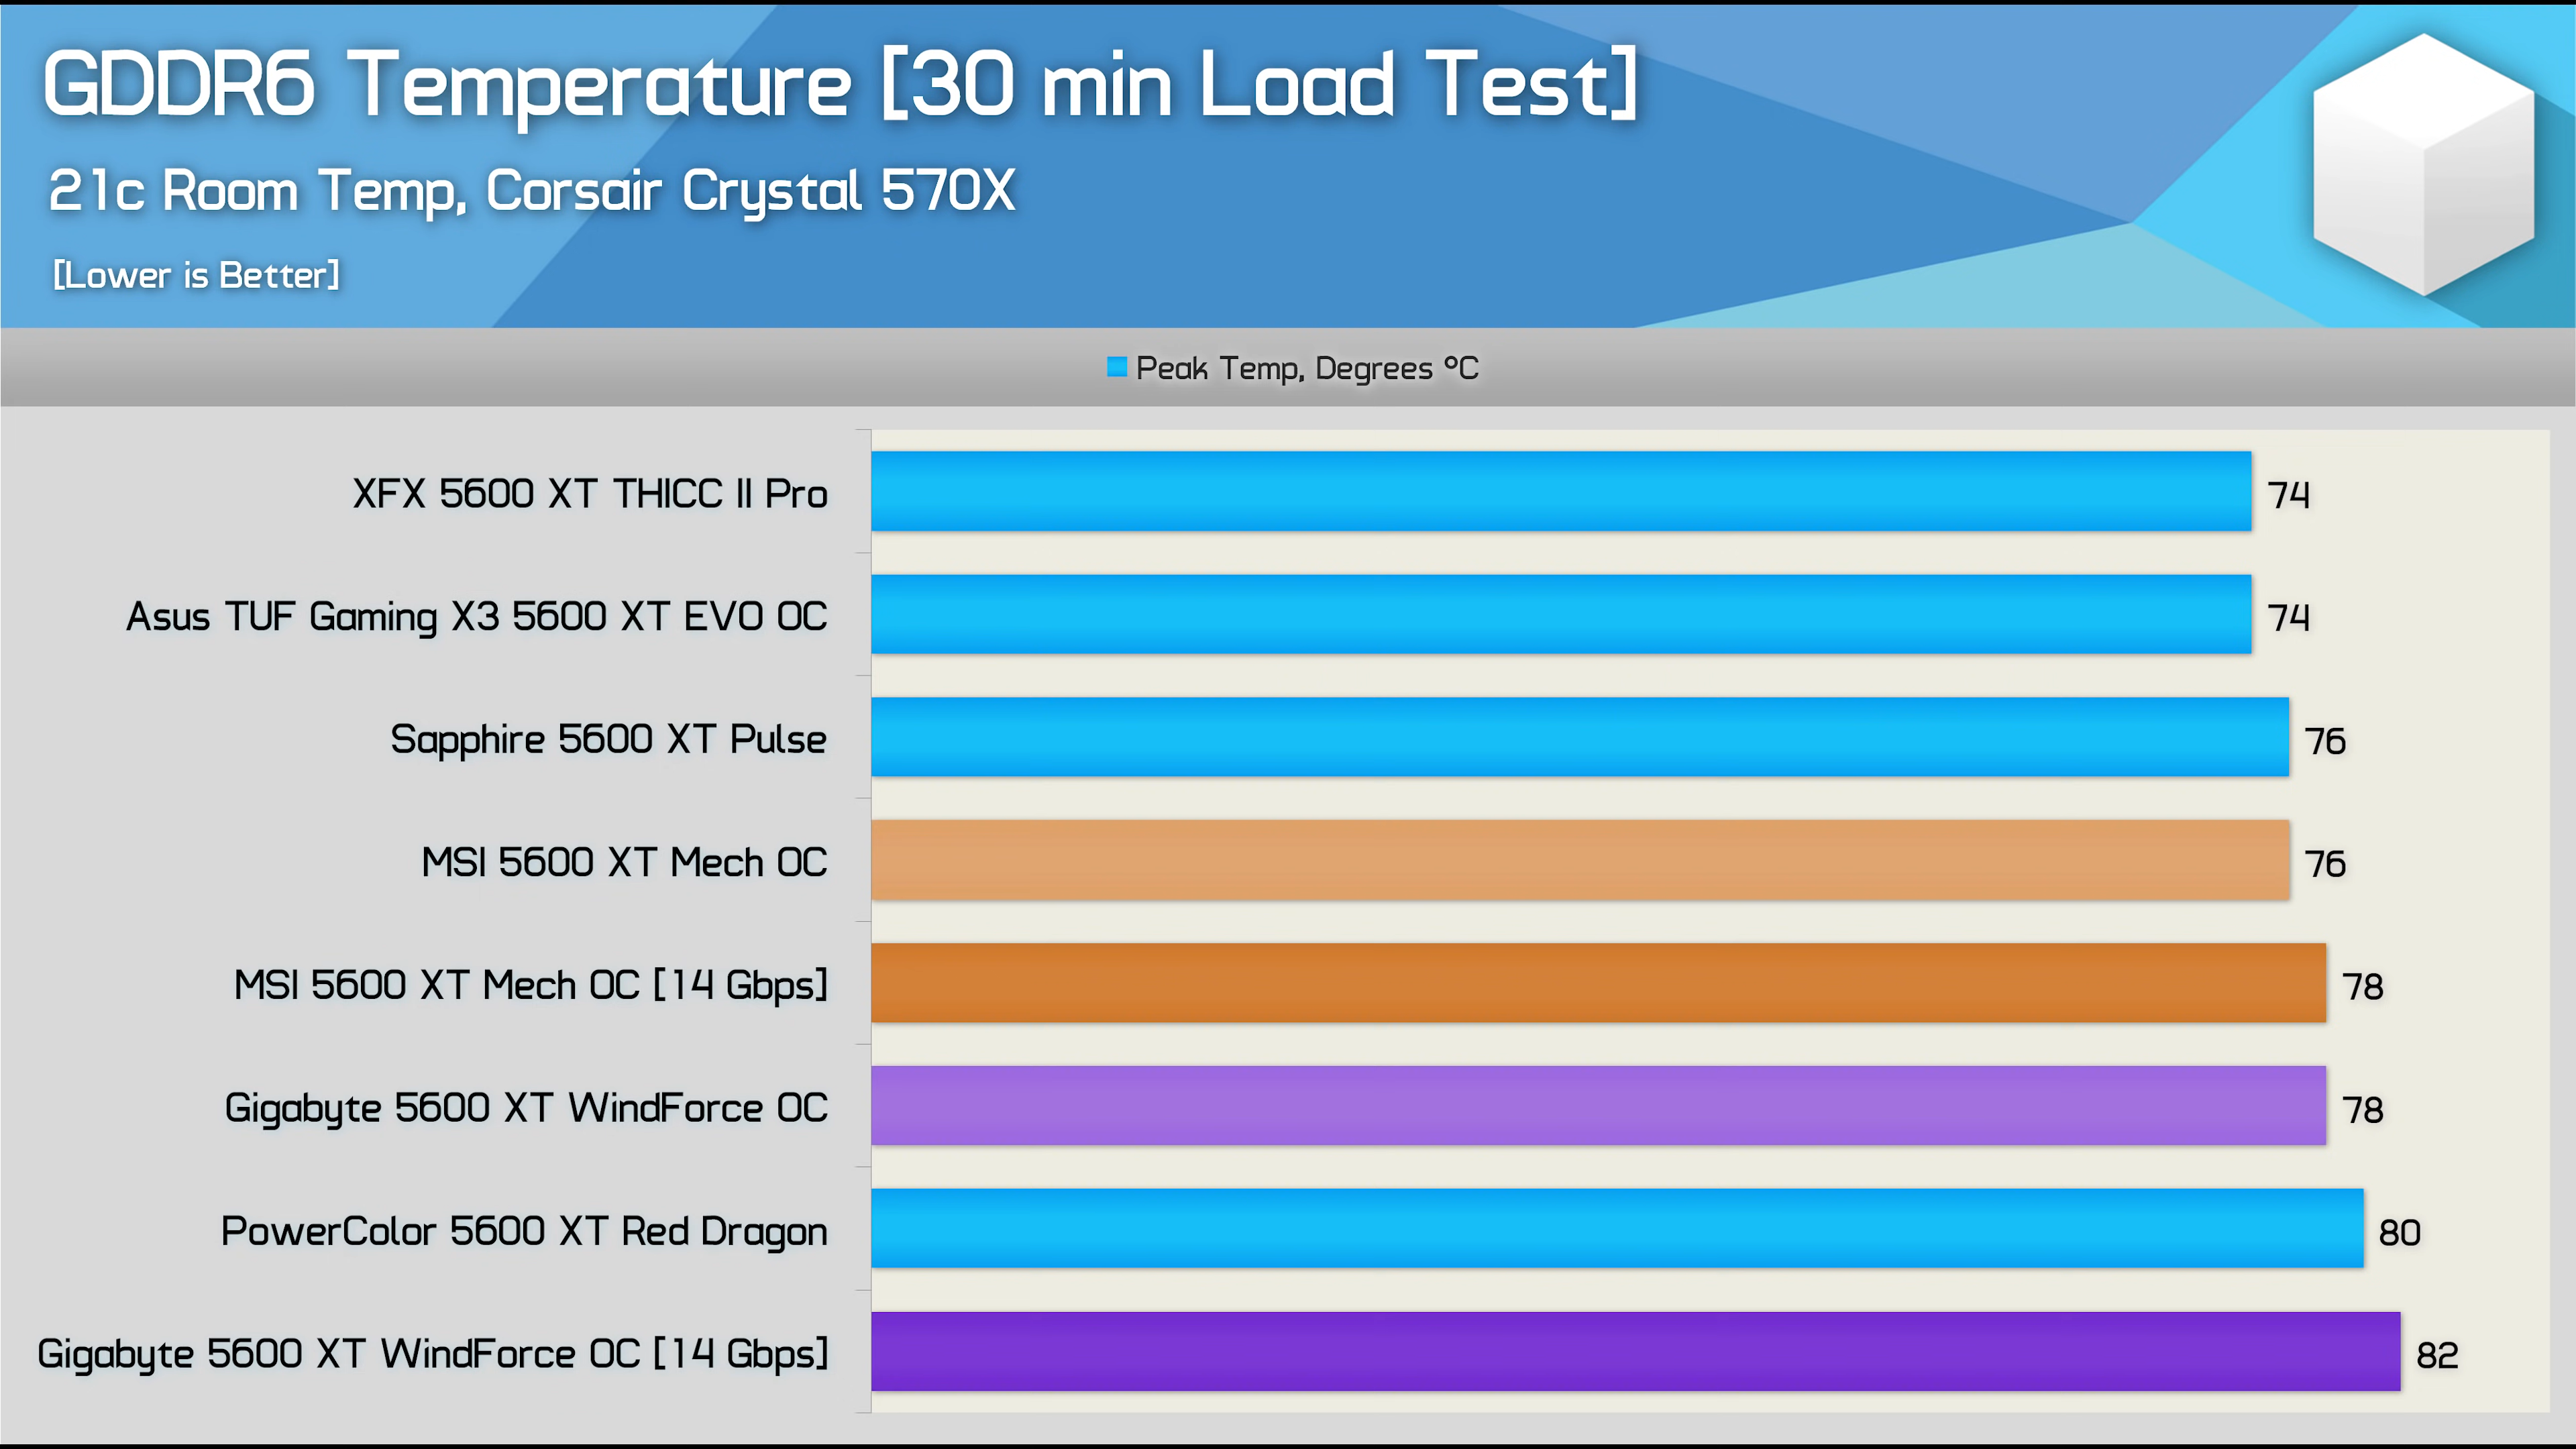 GDDR6 Temperature [30 min Load Test]
21c Room Temp, Corsair Crystal 570X
[Lower is Better]
Peak Temp, Degrees ºC
XFX 5600 XT THICC II Pro 74
Asus TUF Gaming X3 5600 XT EVO OC 74
Sapphire 5600 XT Pulse 76
MSI 5600 XT Mech OC 76
MSI 5600 XT Mech OC [14 Gbps] 78
Gigabyte 5600 XT WindForce OC 78
PowerColor 5600 XT Red Dragon 80
Gigabyte 5600 XT WindForce OC [14 Gbps] 82